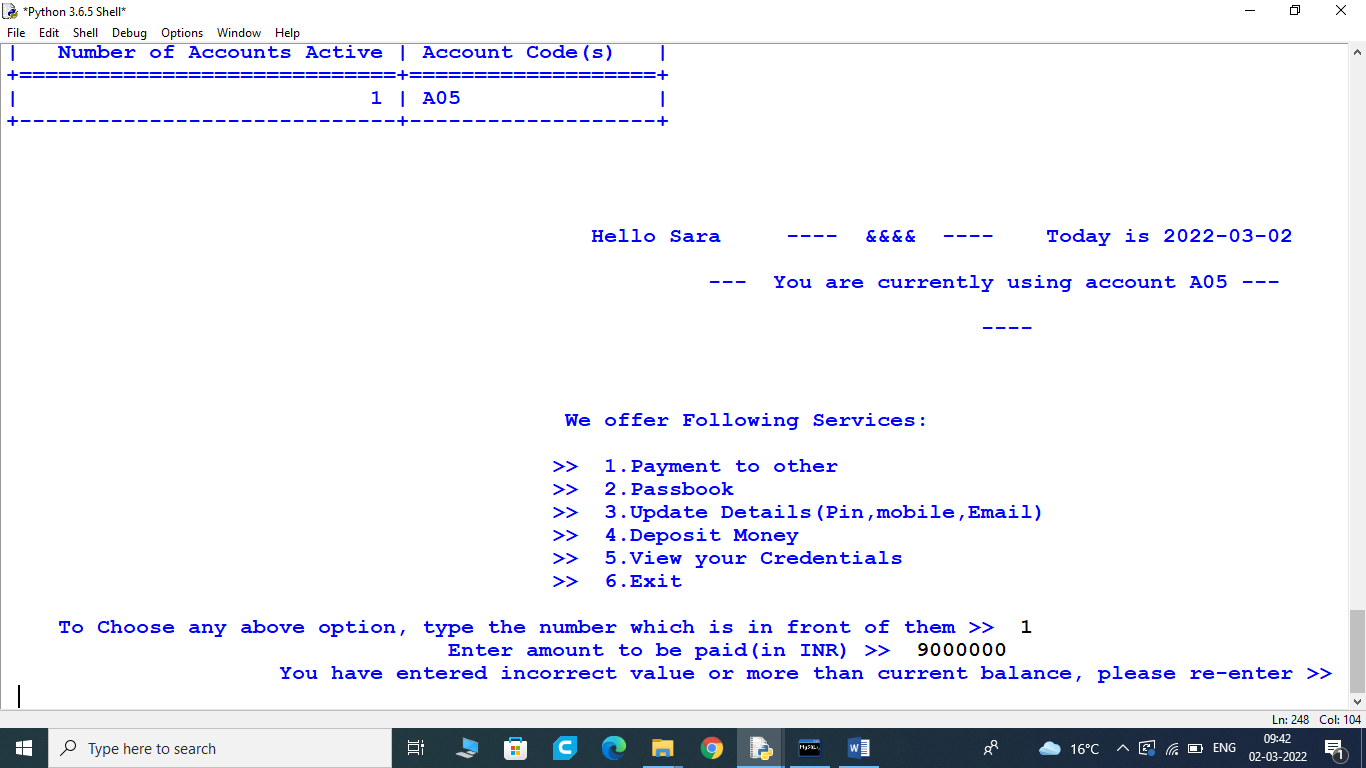 *Python 3.6.5 Shell*
File Edit Shell Debug Options Window Help
| Number of Accounts Active | Account Code(s) |
+=============================+===================+
| 1 | A05 |
+-----------------------------+-------------------+
Hello Sara ---- &&&& ---- Today is 2022-03-02
--- You are currently using account A05 ---
----
We offer Following Services:
>> 1.Payment to other
>> 2.Passbook
>> 3.Update Details(Pin,mobile,Email)
>> 4.Deposit Money
>> 5.View your Credentials
>> 6.Exit
To Choose any above option, type the number which is in front of them >> 1
Enter amount to be paid(in INR) >> 9000000
You have entered incorrect value or more than current balance, please re-enter >>
Ln: 248 Col: 104
Type here to search
MySQL
16°C
ENG
09:42
02-03-2022
1